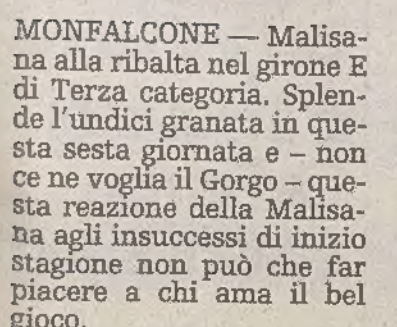 MONFALCONE — Malisa-
na alla ribalta nel girone E
di Terza categoria. Splen-
de l'undici granata in que-
sta sesta giornata e – non
ce ne voglia il Gorgo – que-
sta reazione della Malisa-
na agli insuccessi di inizio
stagione non può che far
piacere a chi ama il bel
gioco.